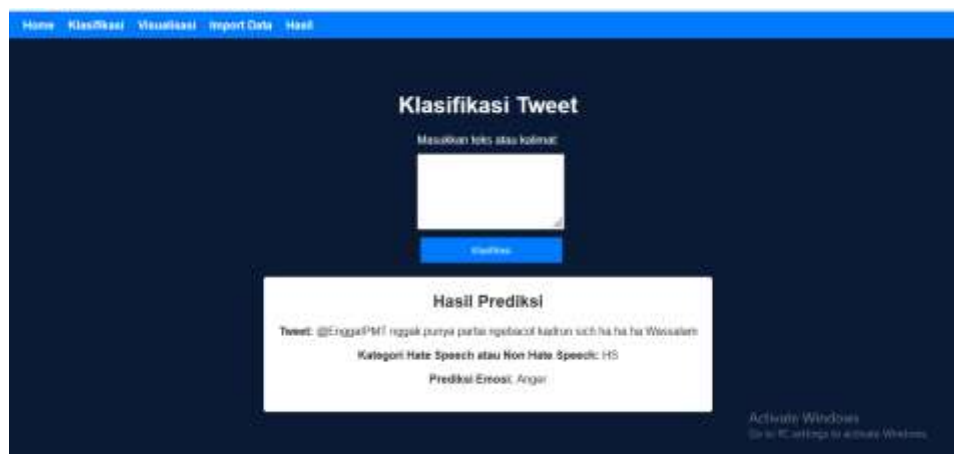 Home Klasifikasi Visualisasi Import Data Hasil
Klasifikasi Tweet
Masukkan teks atau kalimat
Klasifikasi
Hasil Prediksi
Tweet: @EnggalPMT nggak punya partai ngebacot kadrun sich ha ha ha Wassalam
Kategori Hate Speech atau Non Hate Speech: HS
Prediksi Emosi: Anger
Activate Windows
Go to PC settings to activate Windows.